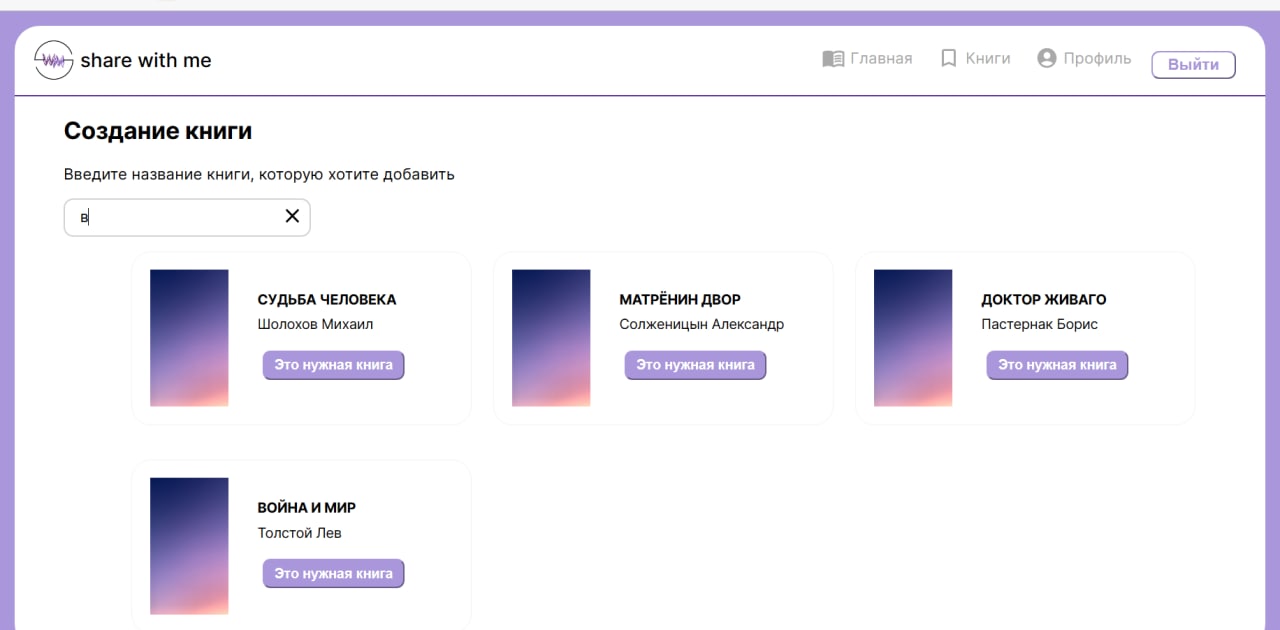 share with me
Главная
Книги
Профиль
Выйти
Создание книги
Введите название книги, которую хотите добавить
в
СУДЬБА ЧЕЛОВЕКА
Шолохов Михаил
Это нужная книга
МАТРЁНИН ДВОР
Солженицын Александр
Это нужная книга
ДОКТОР ЖИВАГО
Пастернак Борис
Это нужная книга
ВОЙНА И МИР
Толстой Лев
Это нужная книга